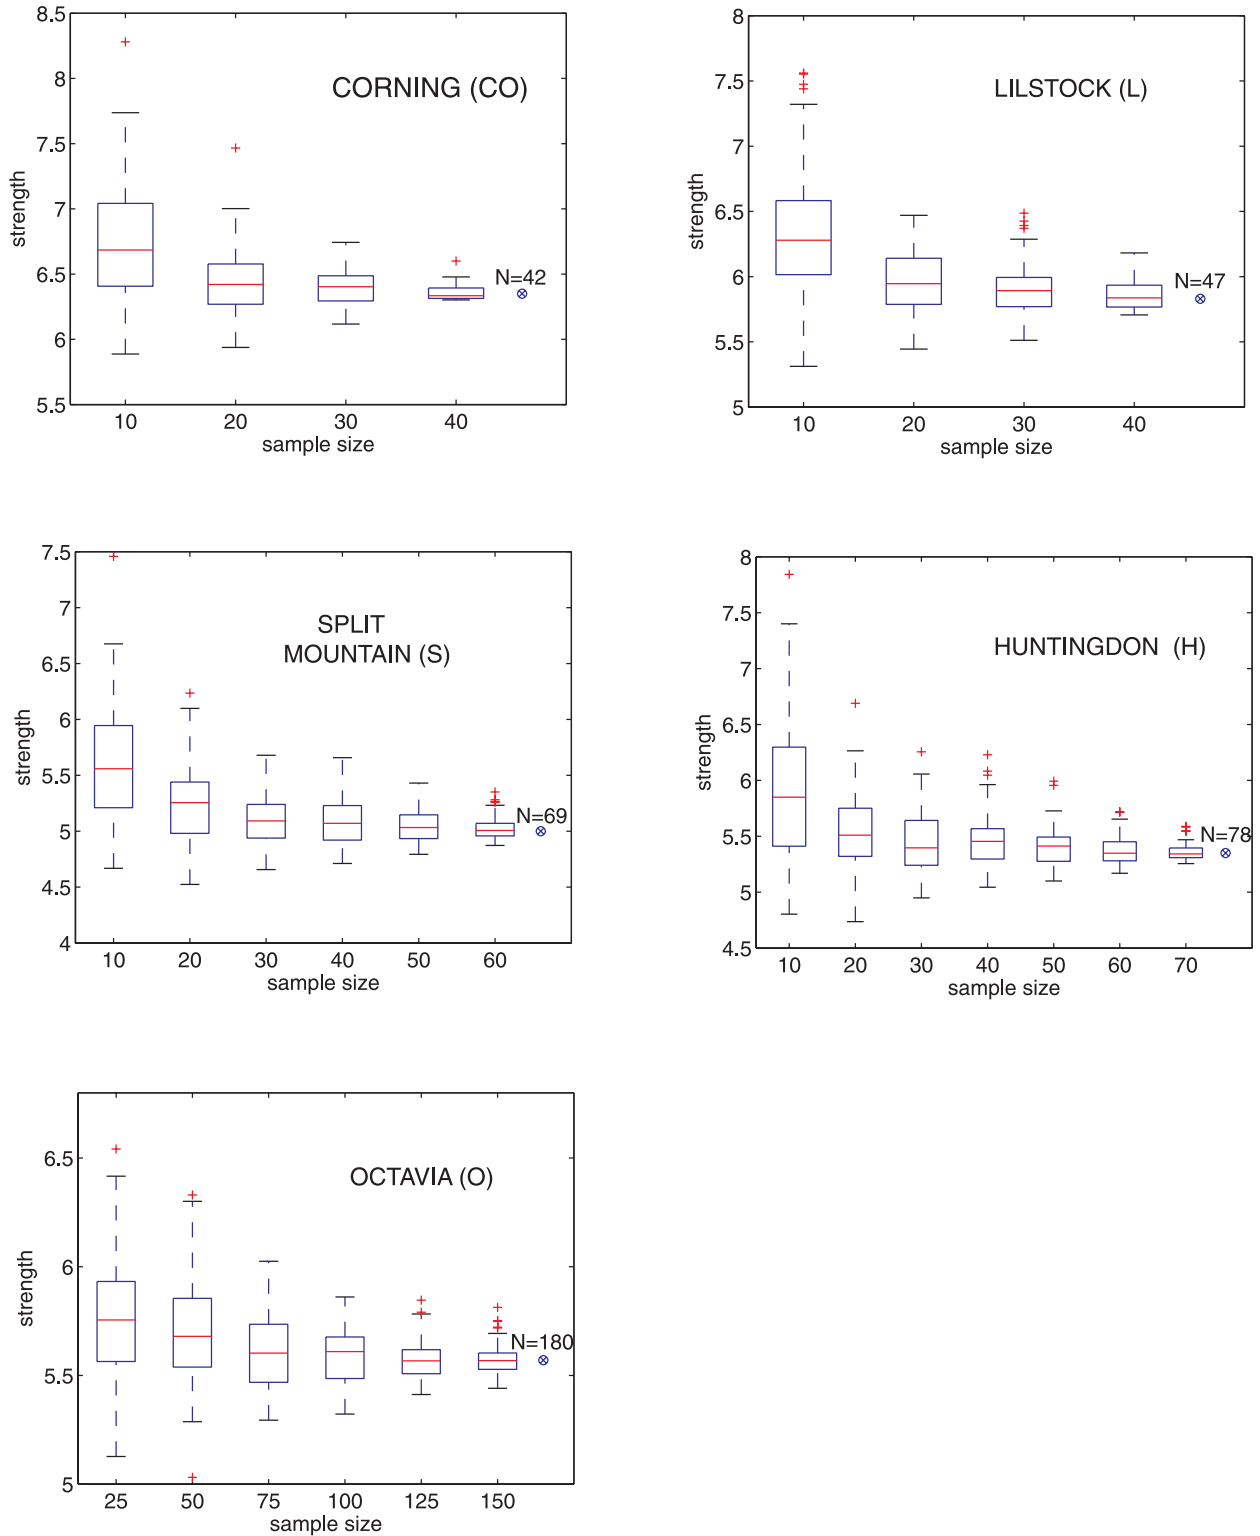 8.5
8
7.5
7
6.5
6
5.5
strength
CORNING (CO)
N=42
10 20 30 40
sample size
8
7.5
7
6.5
6
5.5
5
strength
LILSTOCK (L)
N=47
10 20 30 40
sample size
7.5
7
6.5
6
5.5
5
4.5
4
strength
SPLIT
MOUNTAIN (S)
N=69
10 20 30 40 50 60
sample size
8
7.5
7
6.5
6
5.5
5
4.5
strength
HUNTINGDON (H)
N=78
10 20 30 40 50 60 70
sample size
6.5
6
5.5
5
strength
OCTAVIA (O)
N=180
25 50 75 100 125 150
sample size